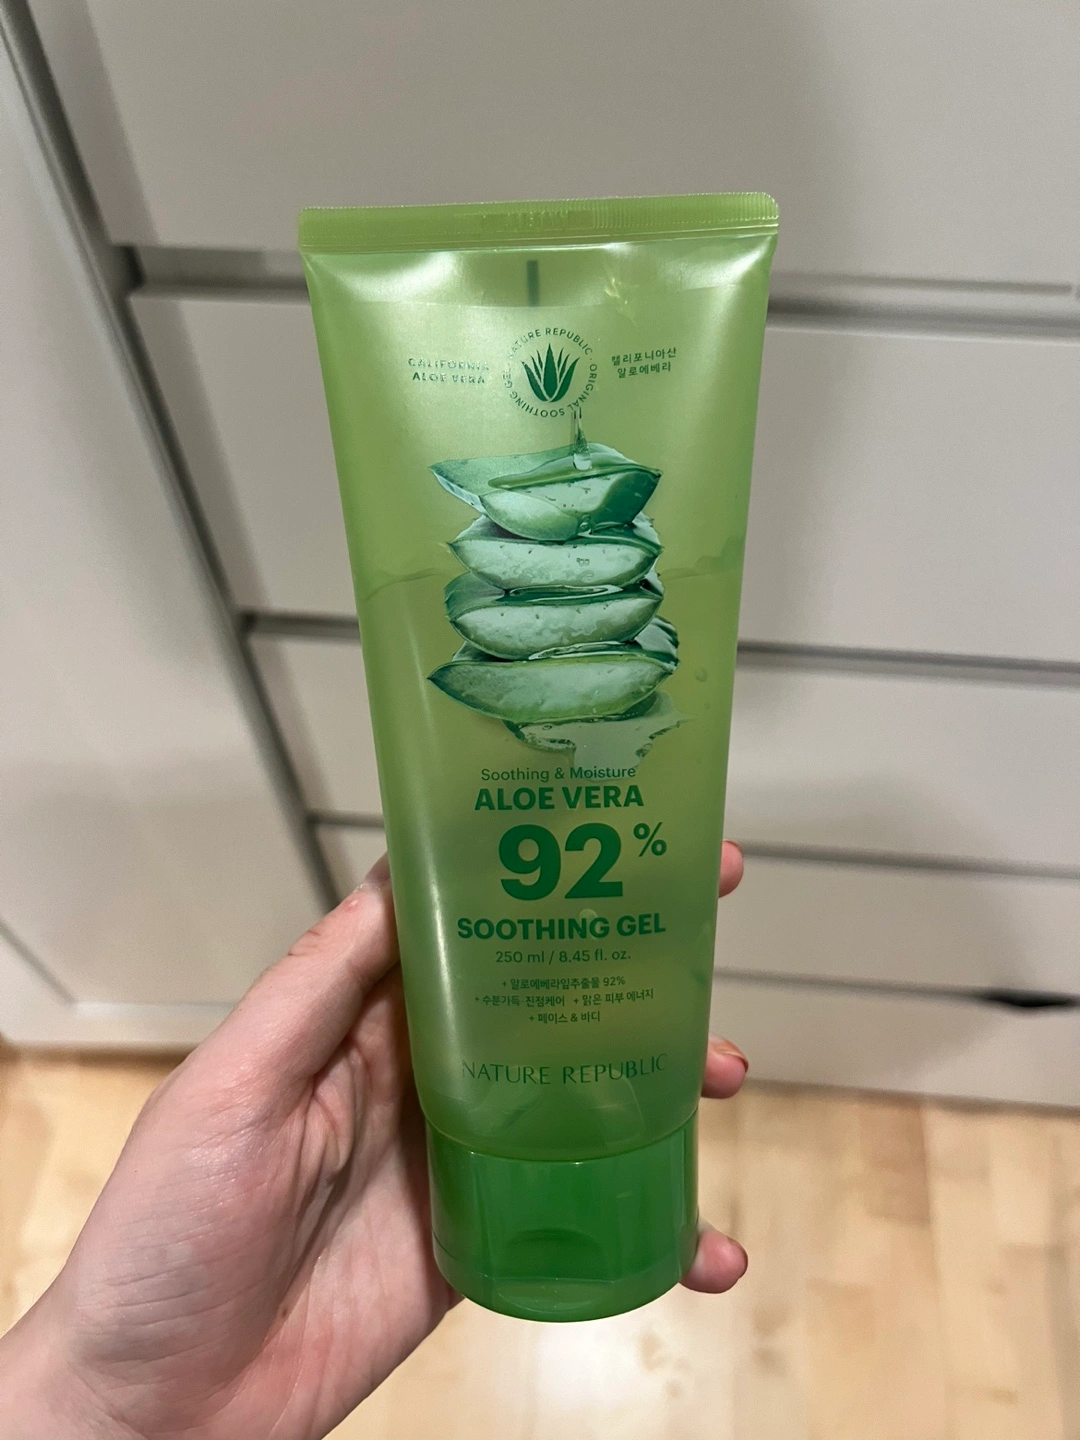 CALIFORNIA
ALOE VERA
NATURE REPUBLIC · ORIGINAL SOOTHING GEL ·
캘리포니아산
알로에베라
Soothing & Moisture
ALOE VERA
92%
SOOTHING GEL
250 ml / 8.45 fl. oz.
+ 알로에베라잎추출물 92%
+ 수분가득 진정케어 + 맑은 피부 에너지
+ 페이스 & 바디
NATURE REPUBLIC